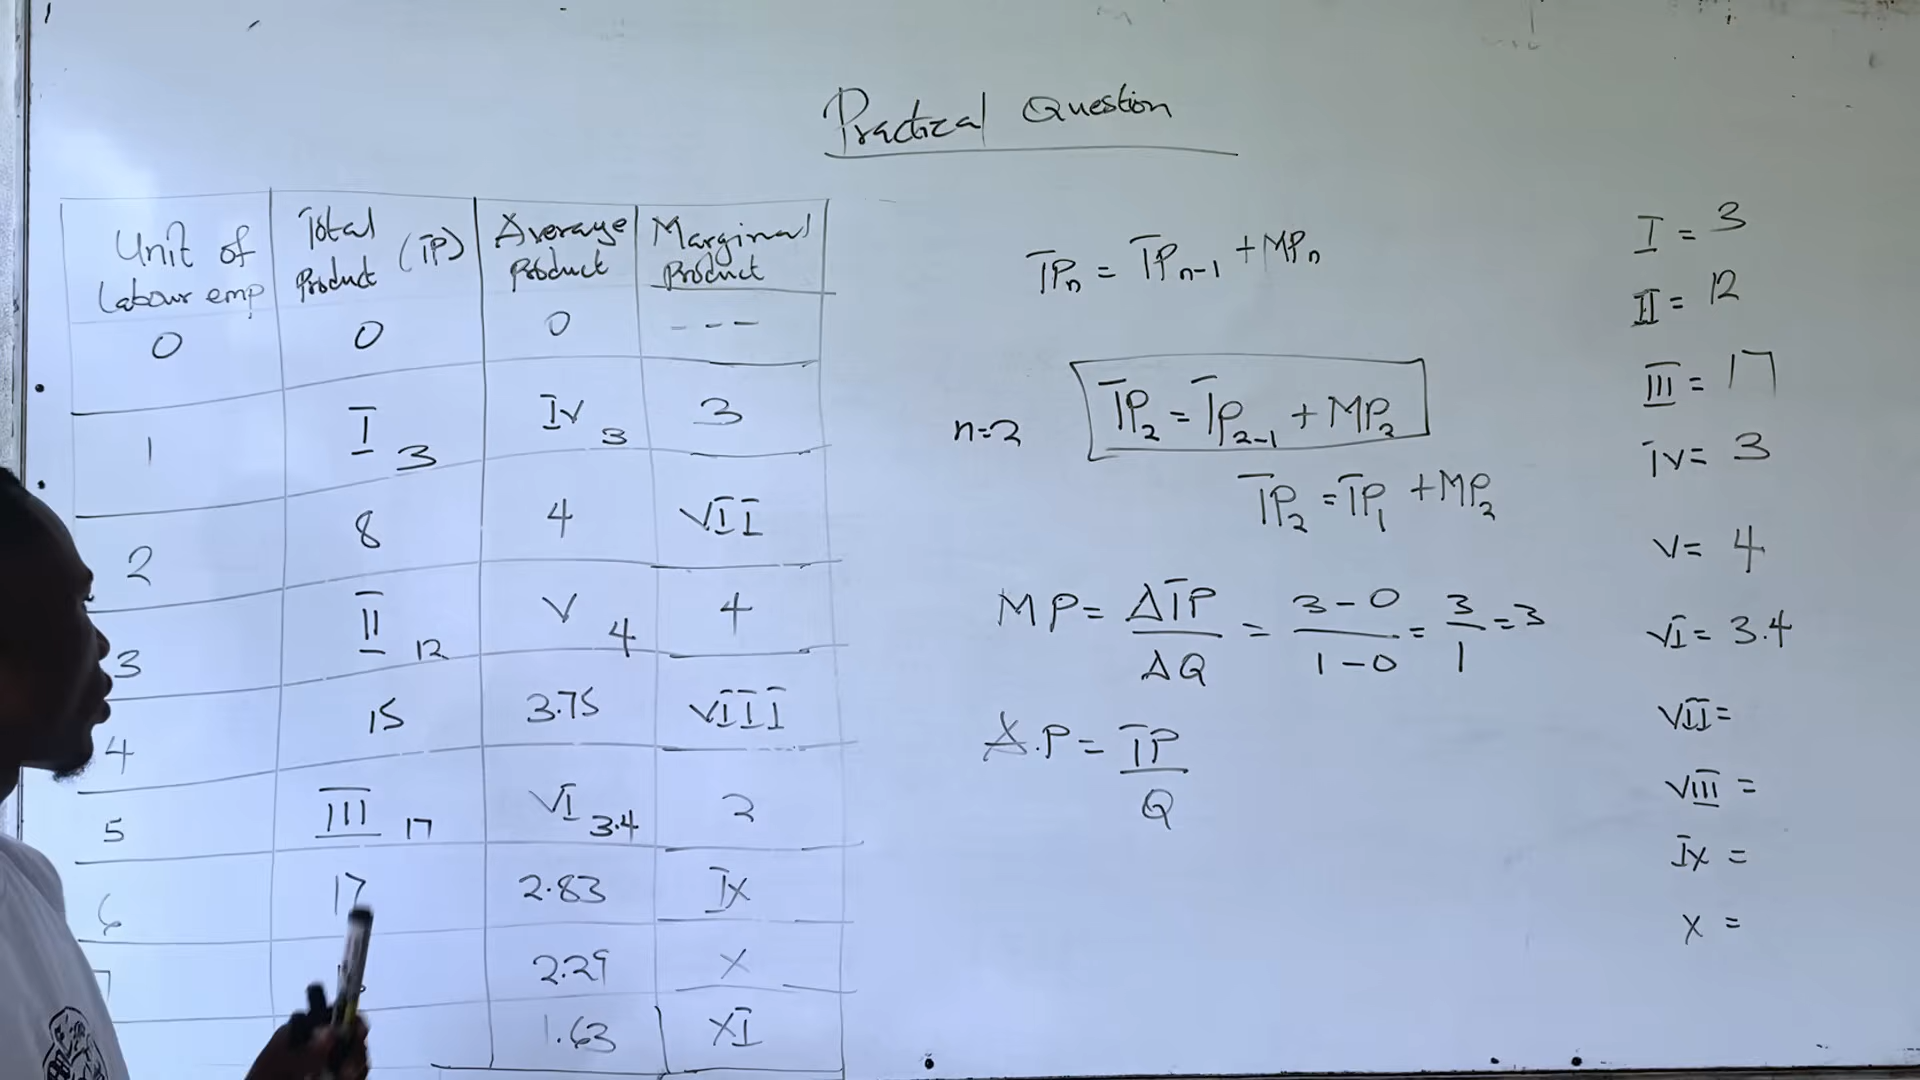 Practical Question
Unit of Labour emp | Total Product (TP) | Average Product | Marginal Product
0 | 0 | 0 | ---
1 | I 3 | IV 3 | 3
2 | 8 | 4 | VII
3 | II 12 | V 4 | 4
4 | 15 | 3.75 | VIII
5 | III 17 | VI 3.4 | 2
6 | 17 | 2.83 | IX
2.29 | X
1.63 | XI
TPn = TPn-1 + MPn
n=2 TP2 = TP2-1 + MP2
TP2 = TP1 + MP2
MP = ΔTP/ΔQ = 3-0/1-0 = 3/1 = 3
A.P = TP/Q
I = 3
II = 12
III = 17
IV = 3
V = 4
VI = 3.4
VII =
VIII =
IX =
X =